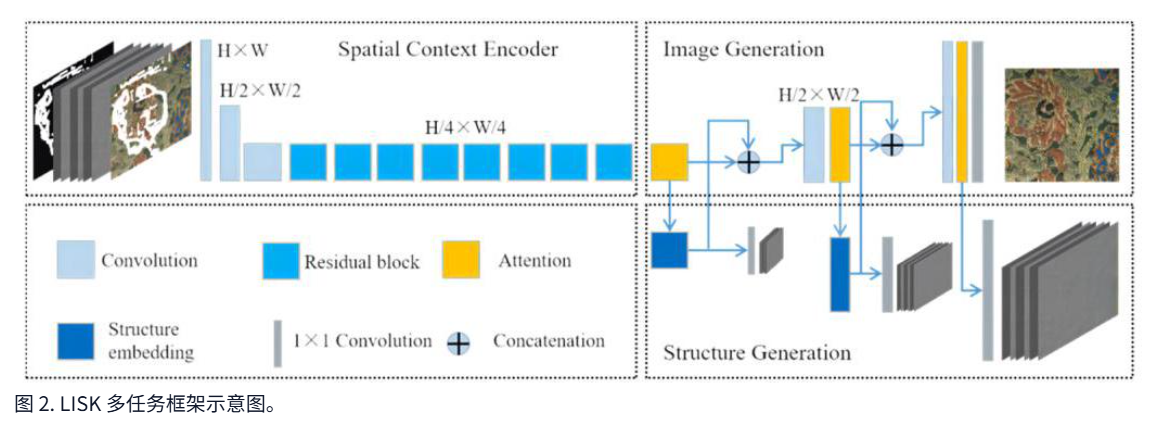 H×W
Spatial Context Encoder
H/2×W/2
H/4×W/4
Image Generation
H/2×W/2
Convolution
Residual block
Attention
Structure
embedding
1×1 Convolution
Concatenation
Structure Generation
图 2. LISK 多任务框架示意图。